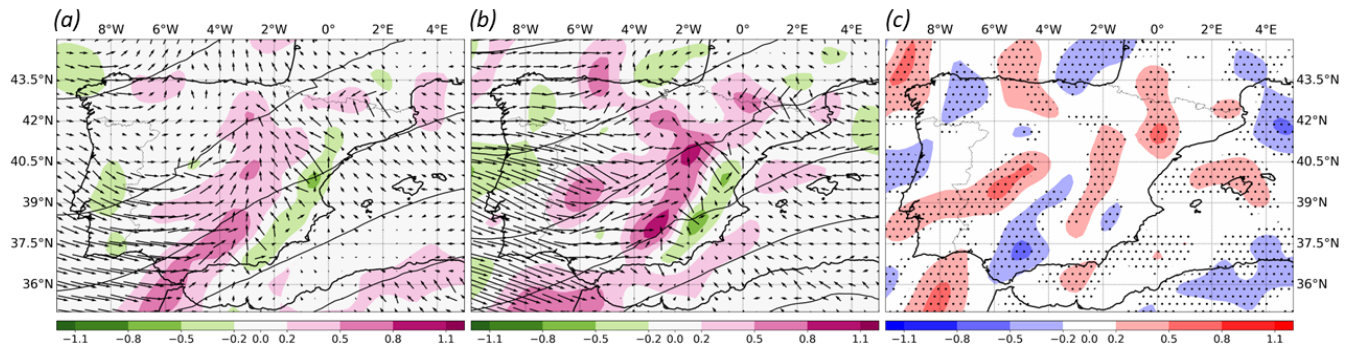 (a) 8°W 6°W 4°W 2°W 0° 2°E 4°E (b) 8°W 6°W 4°W 2°W 0° 2°E 4°E (c) 8°W 6°W 4°W 2°W 0° 2°E 4°E
43.5°N 43.5°N
42°N 42°N
40.5°N 40.5°N
39°N 39°N
37.5°N 37.5°N
36°N 36°N
−1.1 −0.8 −0.5 −0.2 0.0 0.2 0.5 0.8 1.1 −1.1 −0.8 −0.5 −0.2 0.0 0.2 0.5 0.8 1.1 −1.1 −0.8 −0.5 −0.2 0.0 0.2 0.5 0.8 1.1